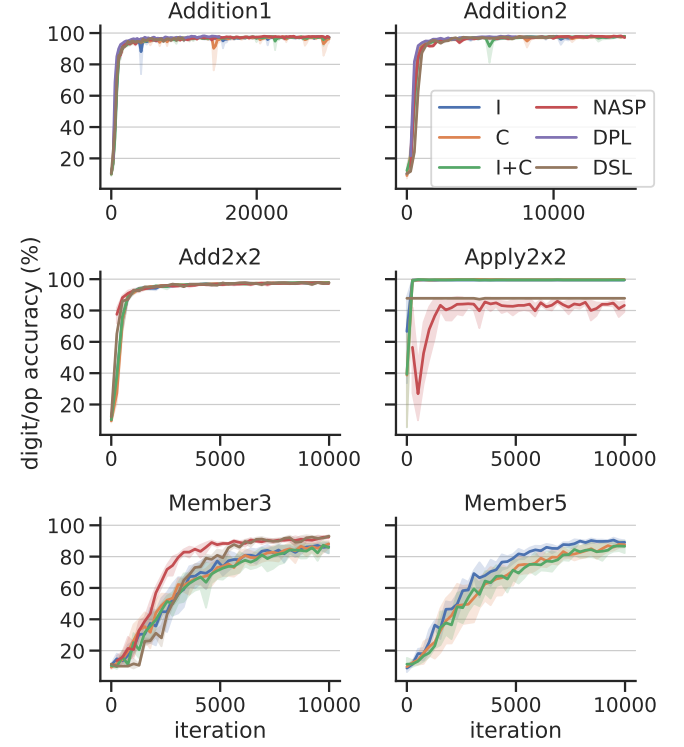 Addition1
Addition2
100
80
60
40
20
0
20000
0
10000
I
C
I+C
NASP
DPL
DSL
digit/op accuracy (%)
Add2x2
Apply2x2
100
80
60
40
20
0
5000
10000
0
5000
10000
Member3
Member5
100
80
60
40
20
0
5000
10000
0
5000
10000
iteration
iteration